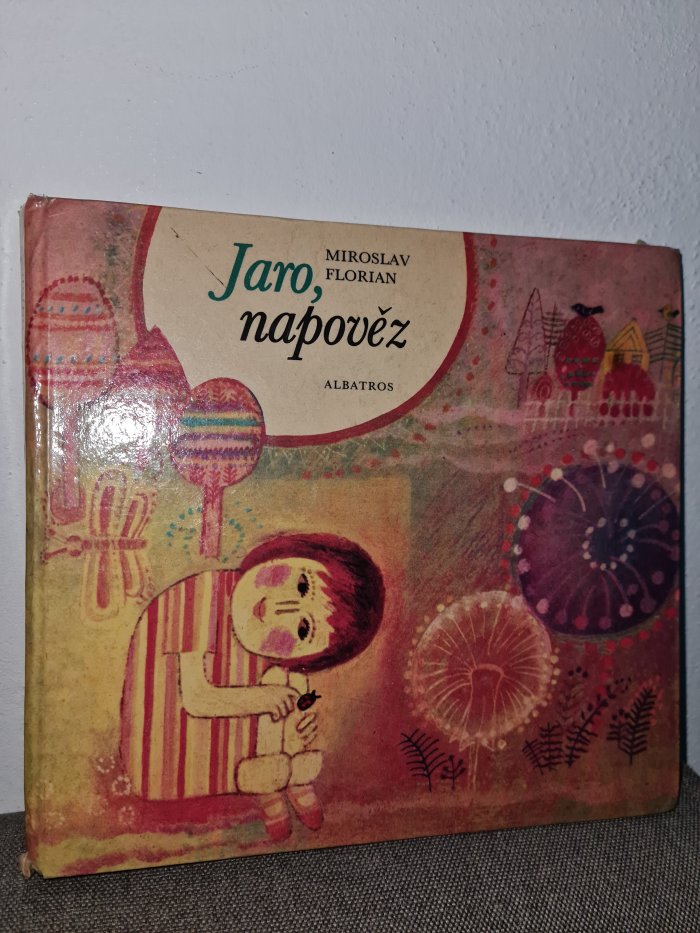 Jaro,
napověz
MIROSLAV
FLORIAN
ALBATROS